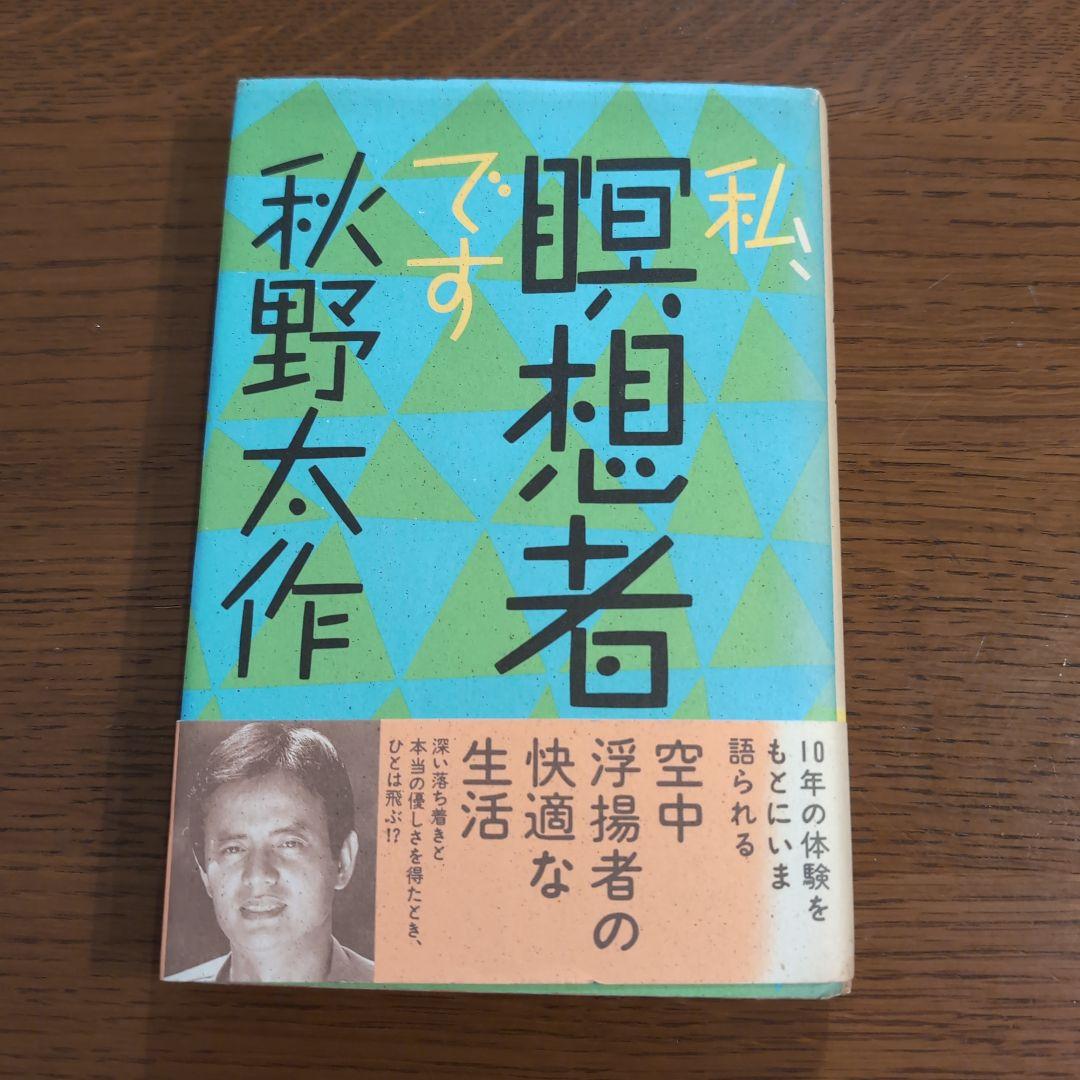 私、
瞑想者
です
秋野太作
10年の体験を
もとにいま
語られる
空中
浮揚者の
快適な
生活
深い落ち着きと
本当の優しさを得たとき、
ひとは飛ぶ!?